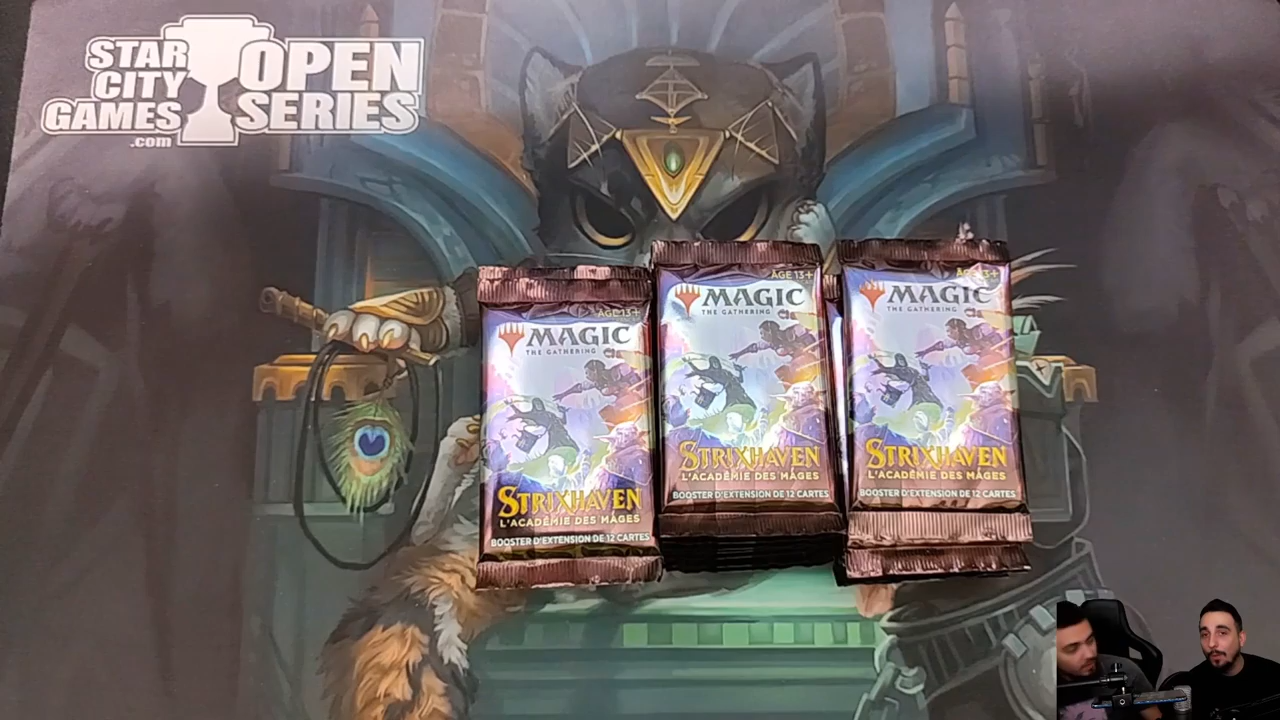 STAR CITY GAMES .com
OPEN SERIES
AGE 13+
MAGIC
THE GATHERING
STRIXHAVEN
L'ACADÉMIE DES MAGES
BOOSTER D'EXTENSION DE 12 CARTES
ÂGE 13+
MAGIC
THE GATHERING
STRIXHAVEN
L'ACADÉMIE DES MAGES
BOOSTER D'EXTENSION DE 12 CARTES
ÂGE 13+
MAGIC
THE GATHERING
STRIXHAVEN
L'ACADÉMIE DES MAGES
BOOSTER D'EXTENSION DE 12 CARTES